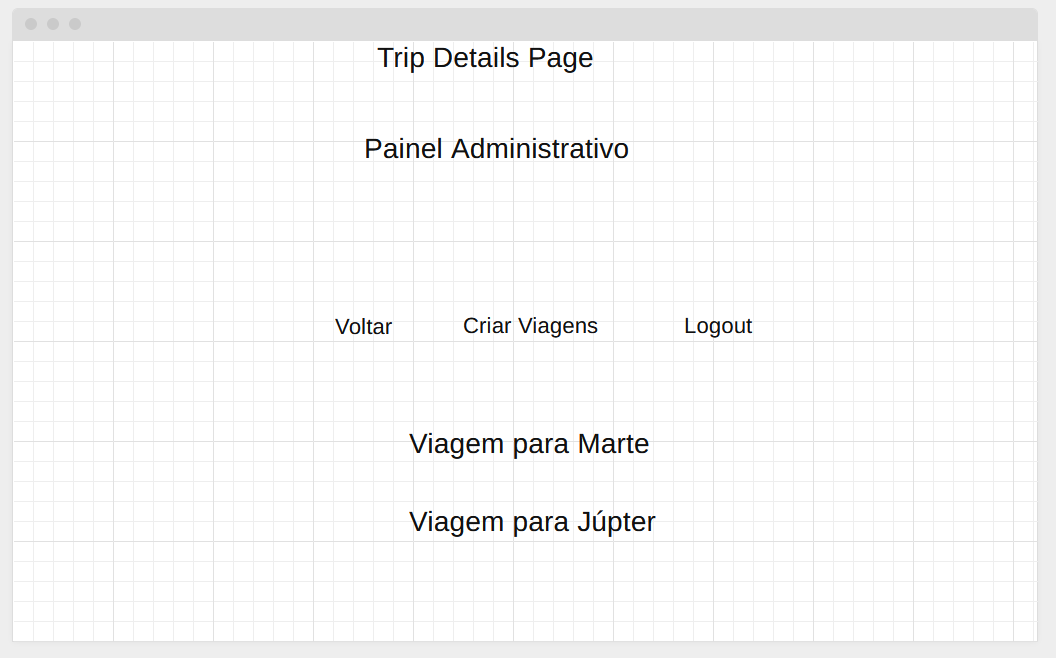 Trip Details Page
Painel Administrativo
Voltar Criar Viagens Logout
Viagem para Marte
Viagem para Júpter